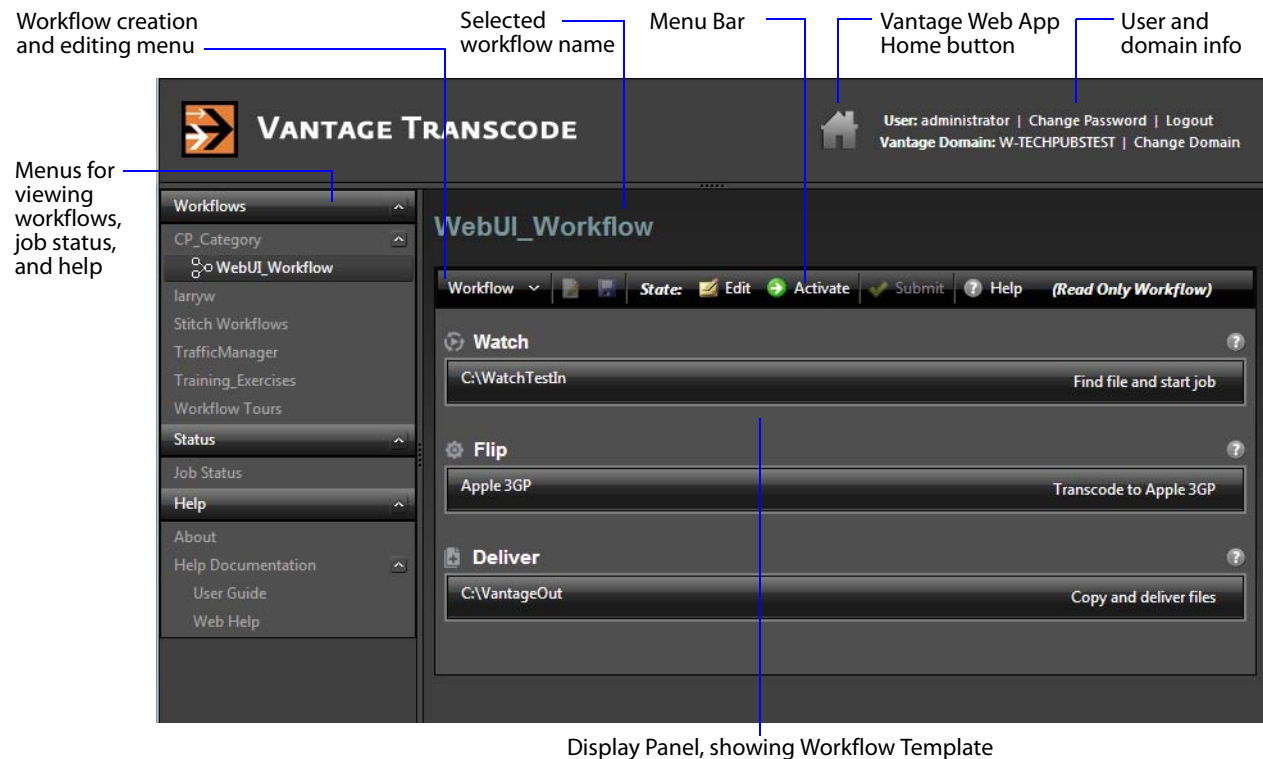 Workflow creation
and editing menu
Selected
workflow name
Menu Bar
Vantage Web App
Home button
User and
domain info
Menus for
viewing
workflows,
job status,
and help
VANTAGE TRANSCODE
User: administrator | Change Password | Logout
Vantage Domain: W-TECHPUBSTEST | Change Domain
Workflows
CP_Category
WebUI_Workflow
larryw
Stitch Workflows
TrafficManager
Training_Exercises
Workflow Tours
Status
Job Status
Help
About
Help Documentation
User Guide
Web Help
WebUI_Workflow
Workflow State: Edit Activate Submit Help (Read Only Workflow)
Watch
C:\WatchTestIn Find file and start job
Flip
Apple 3GP Transcode to Apple 3GP
Deliver
C:\VantageOut Copy and deliver files
Display Panel, showing Workflow Template